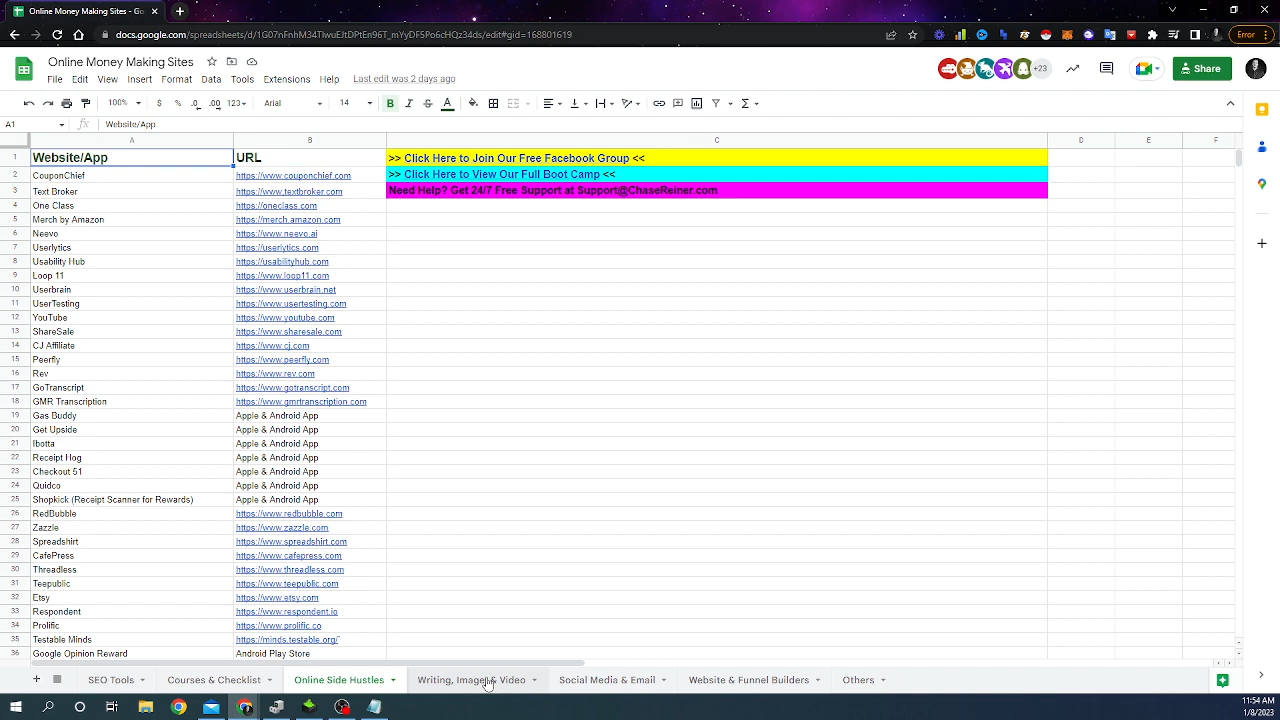 Online Money Making Sites - Go
docs.google.com/spreadsheets/d/1G07nFnhM34TIwuEJtDPtEn96T_mYyDF5Po6cHQz34ds/edit#gid=168801619
Error
Online Money Making Sites
File Edit View Insert Format Data Tools Extensions Help Last edit was 2 days ago
+23
Share
100% $ % .0 .00 123 Arial 14 B I S A
A1 fx Website/App
A B C D E F
1 Website/App URL >> Click Here to Join Our Free Facebook Group <<
2 CouponChief https://www.couponchief.com >> Click Here to View Our Full Boot Camp <<
3 Text Broker https://www.textbroker.com Need Help? Get 24/7 Free Support at Support@ChaseReiner.com
4 One Class https://oneclass.com
5 Merch by Amazon https://merch.amazon.com
6 Neevo https://www.neevo.ai
7 Userlytics https://userlytics.com
8 Usability Hub https://usabilityhub.com
9 Loop 11 https://www.loop11.com
10 Userbrain https://www.userbrain.net
11 UserTesting https://www.usertesting.com
12 YouTube https://www.youtube.com
13 ShareSale https://www.sharesale.com
14 CJ Affiliate https://www.cj.com
15 Peerfly https://www.peerfly.com
16 Rev https://www.rev.com
17 GoTranscript https://www.gotranscript.com
18 GMR Transcription https://www.gmrtranscription.com
19 Gas Buddy Apple & Android App
20 Get Upside Apple & Android App
21 Ibotta Apple & Android App
22 Receipt Hog Apple & Android App
23 Checkout 51 Apple & Android App
24 Quidco Apple & Android App
25 Shopkick (Receipt Scanner for Rewards) Apple & Android App
26 RedBubble https://www.redbubble.com
27 Zazzle https://www.zazzle.com
28 Spreadshirt https://www.spreadshirt.com
29 CafePress https://www.cafepress.com
30 Threadless https://www.threadless.com
31 Teepublic https://www.teepublic.com
32 Etsy https://www.etsy.com
33 Respondent https://www.respondent.io
34 Prolific https://www.prolific.co
35 Testable Minds https://minds.testable.org/`
36 Google Opinion Reward Android Play Store
SEO Tools Courses & Checklist Online Side Hustles Writing, Image & Video Social Media & Email Website & Funnel Builders Others
11:54 AM
1/8/2023